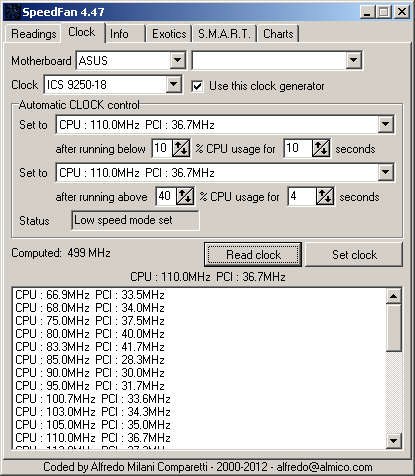 SpeedFan 4.47
Readings Clock Info Exotics S.M.A.R.T. Charts
Motherboard ASUS
Clock ICS 9250-18 Use this clock generator
Automatic CLOCK control
Set to CPU : 110.0MHz PCI : 36.7MHz
after running below 10 % CPU usage for 10 seconds
Set to CPU : 110.0MHz PCI : 36.7MHz
after running above 40 % CPU usage for 4 seconds
Status Low speed mode set
Computed: 499 MHz Read clock Set clock
CPU : 110.0MHz PCI : 36.7MHz
CPU : 66.9MHz PCI : 33.5MHz
CPU : 68.0MHz PCI : 34.0MHz
CPU : 75.0MHz PCI : 37.5MHz
CPU : 80.0MHz PCI : 40.0MHz
CPU : 83.3MHz PCI : 41.7MHz
CPU : 85.0MHz PCI : 28.3MHz
CPU : 90.0MHz PCI : 30.0MHz
CPU : 95.0MHz PCI : 31.7MHz
CPU : 100.7MHz PCI : 33.6MHz
CPU : 103.0MHz PCI : 34.3MHz
CPU : 105.0MHz PCI : 35.0MHz
CPU : 110.0MHz PCI : 36.7MHz
Coded by Alfredo Milani Comparetti - 2000-2012 - alfredo@almico.com